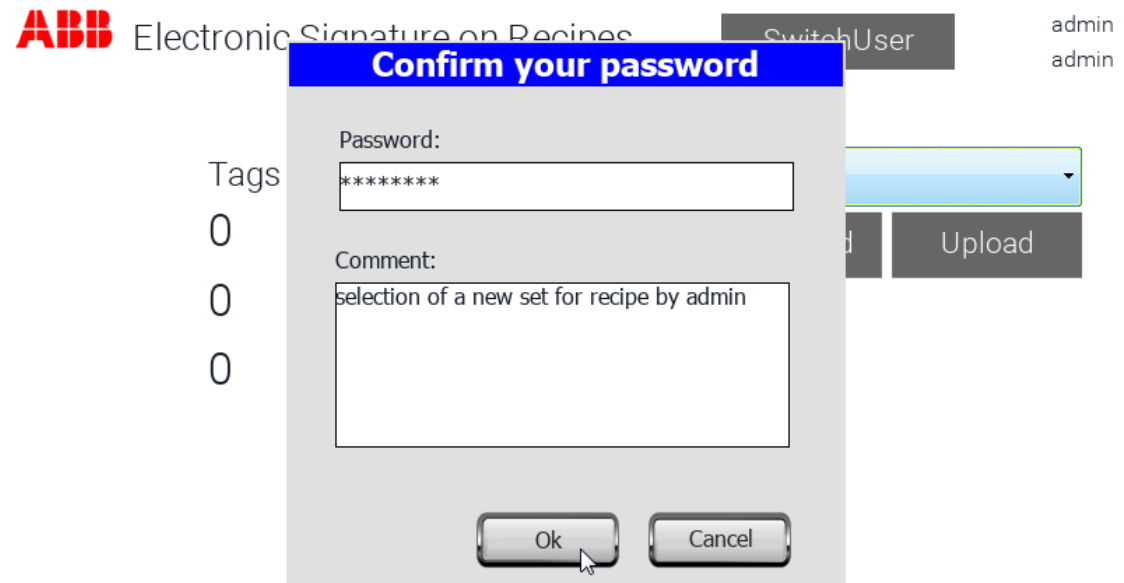 ABB
Electronic Signature on Recipes
SwitchUser
admin
admin
Confirm your password
Password:
********
Tags
0
0
0
d
Upload
Comment:
selection of a new set for recipe by admin
Ok
Cancel